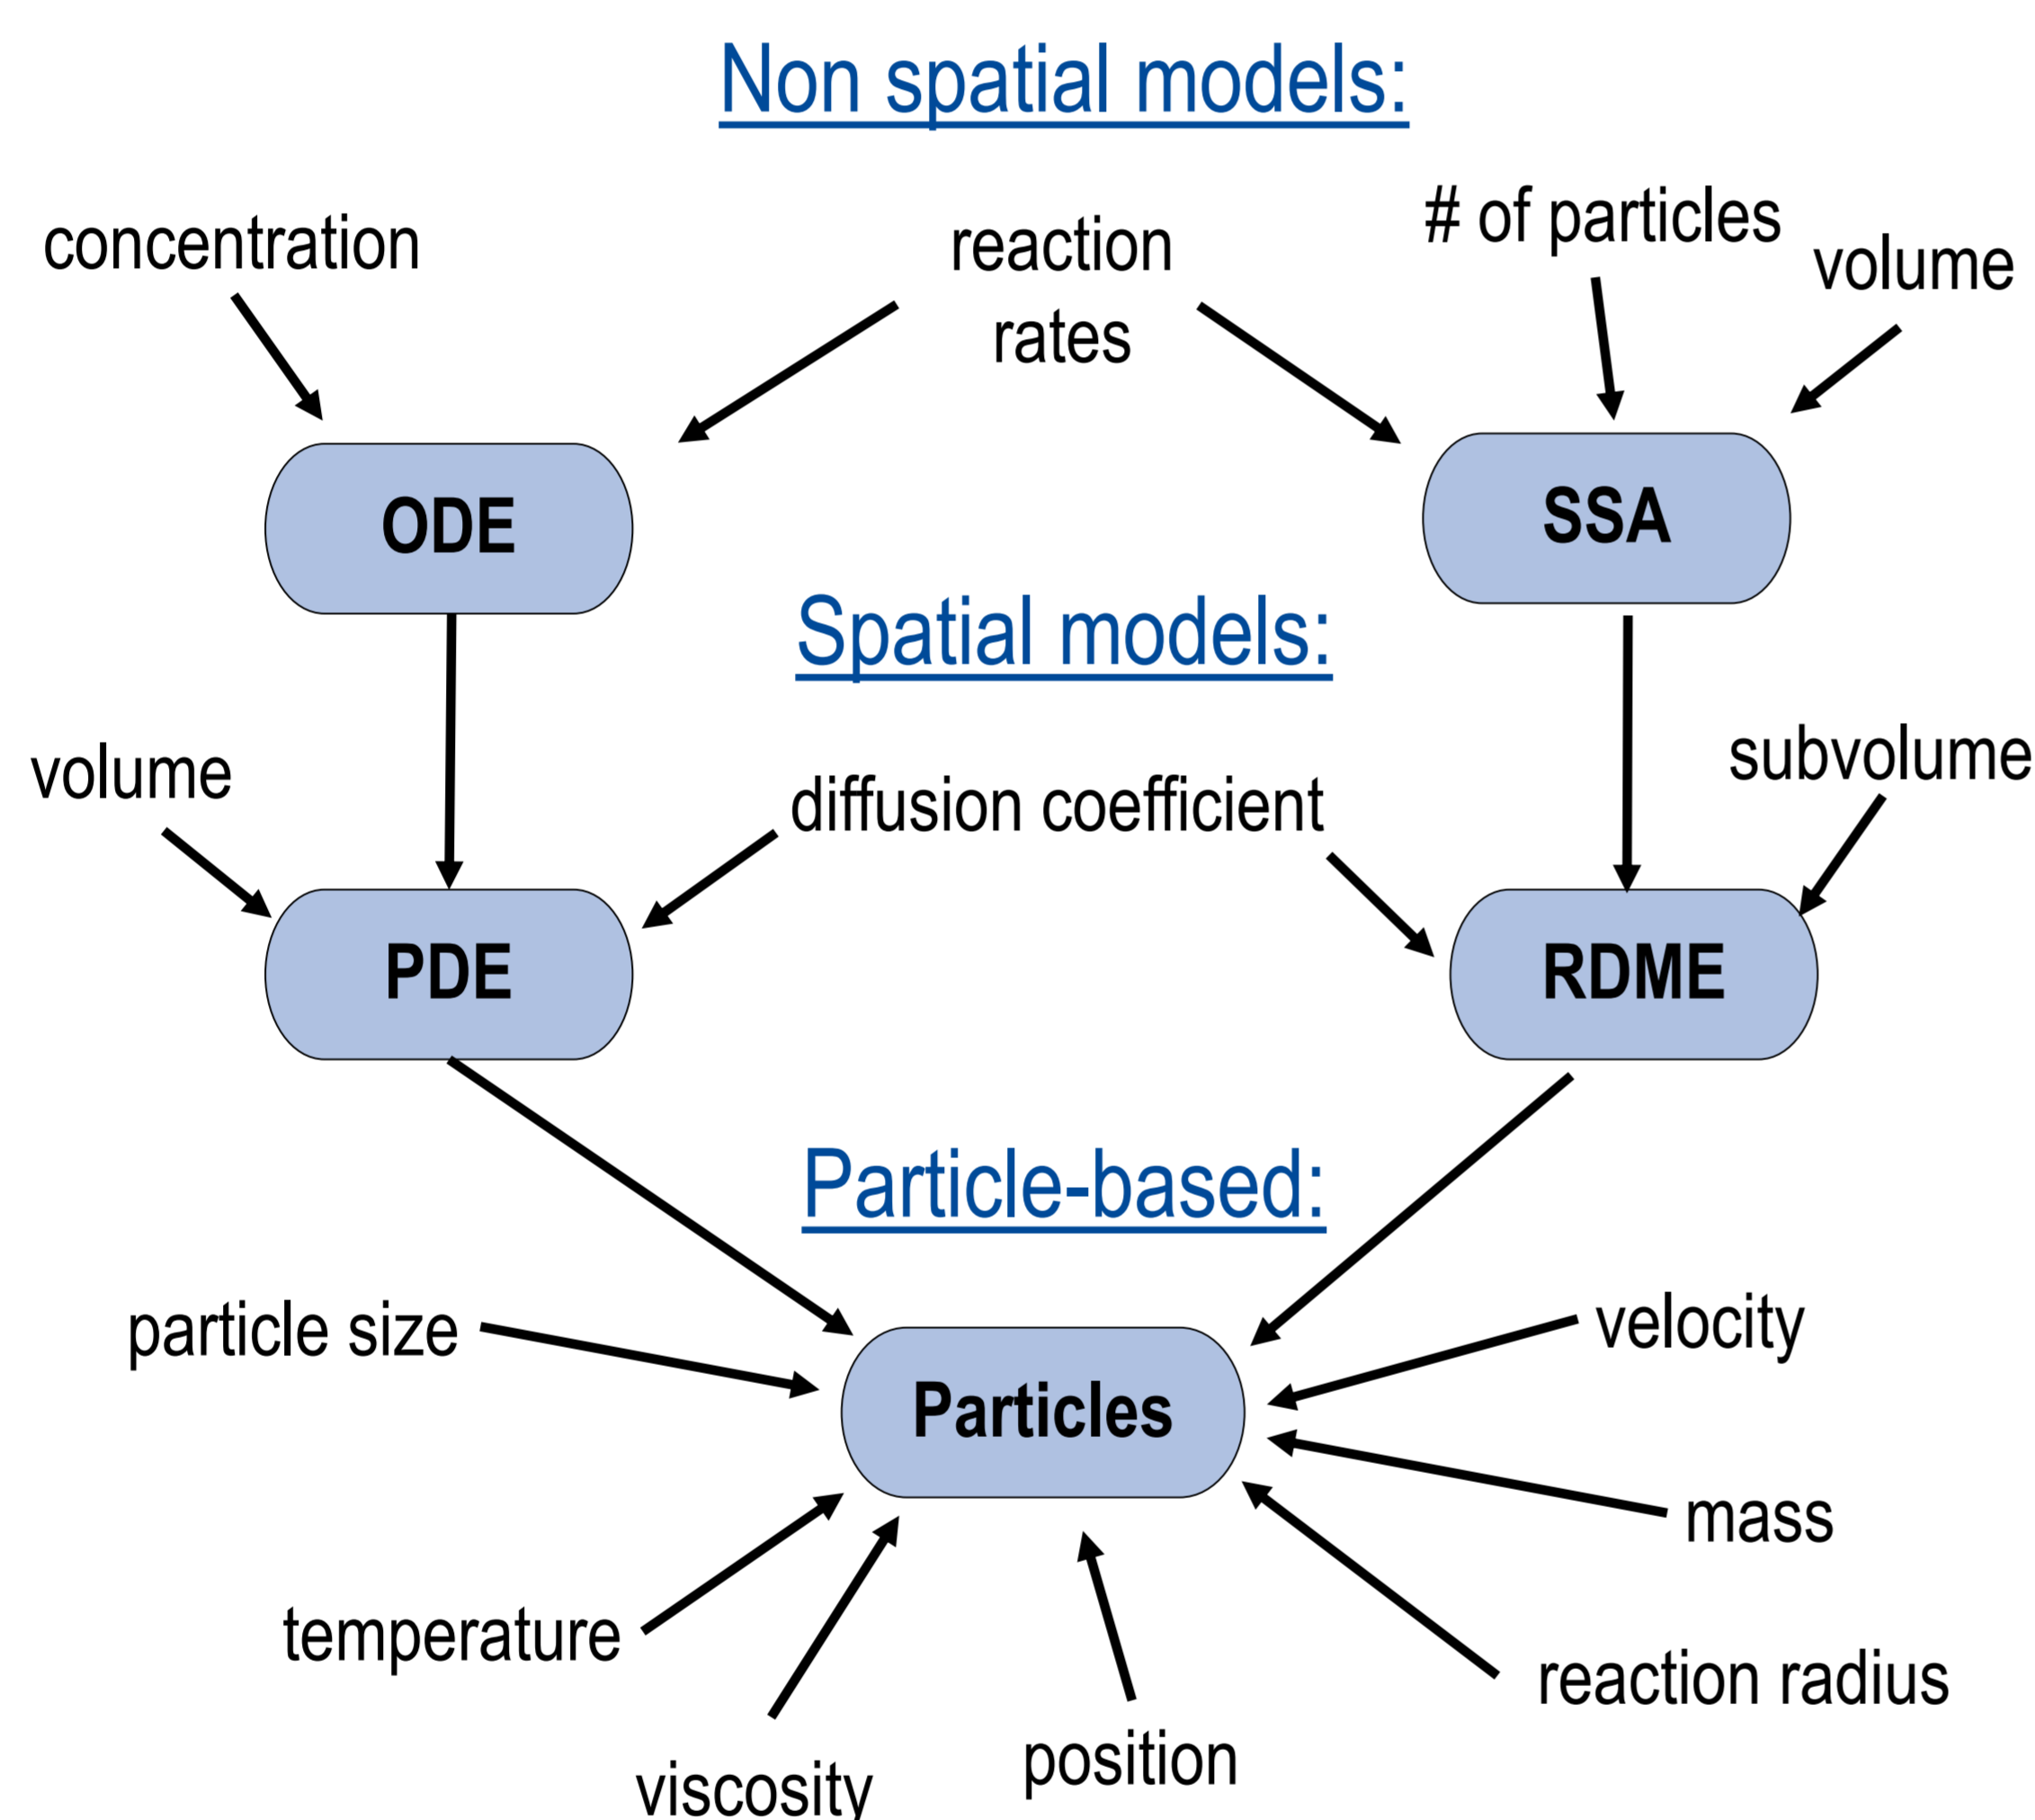 Non spatial models:
concentration
reaction
rates
# of particles
volume
ODE
SSA
Spatial models:
volume
diffusion coefficient
subvolume
PDE
RDME
Particle-based:
particle size
velocity
Particles
mass
temperature
reaction radius
viscosity
position